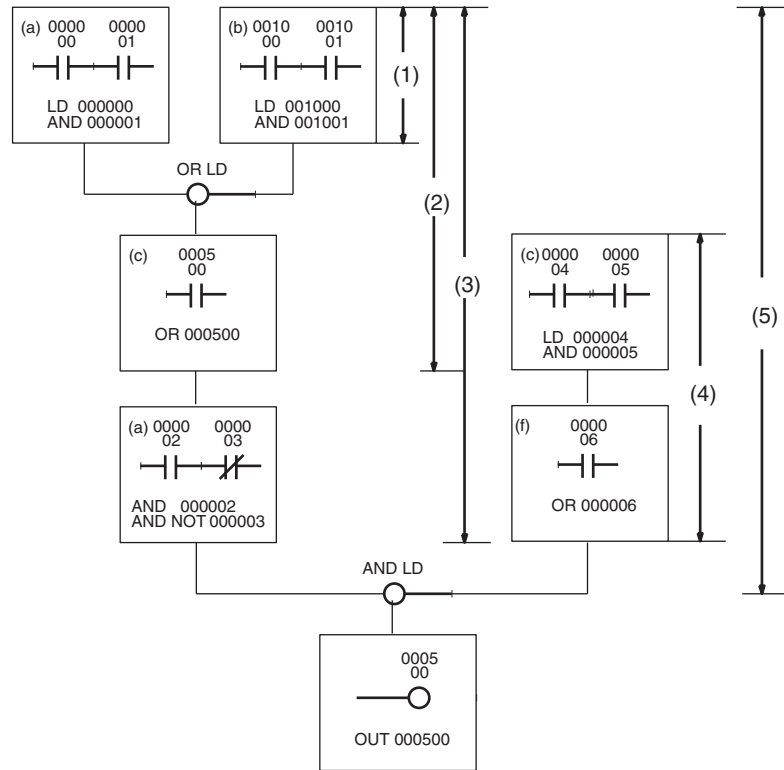 (a) 0000 0000
00 01
LD 000000
AND 000001
(b) 0010 0010
00 01
LD 001000
AND 001001
(1)
OR LD
(2)
(c) 0005
00
OR 000500
(3)
(c) 0000 0000
04 05
LD 000004
AND 000005
(5)
(4)
(a) 0000 0000
02 03
AND 000002
AND NOT 000003
(f) 0000
06
OR 000006
AND LD
0005
00
OUT 000500